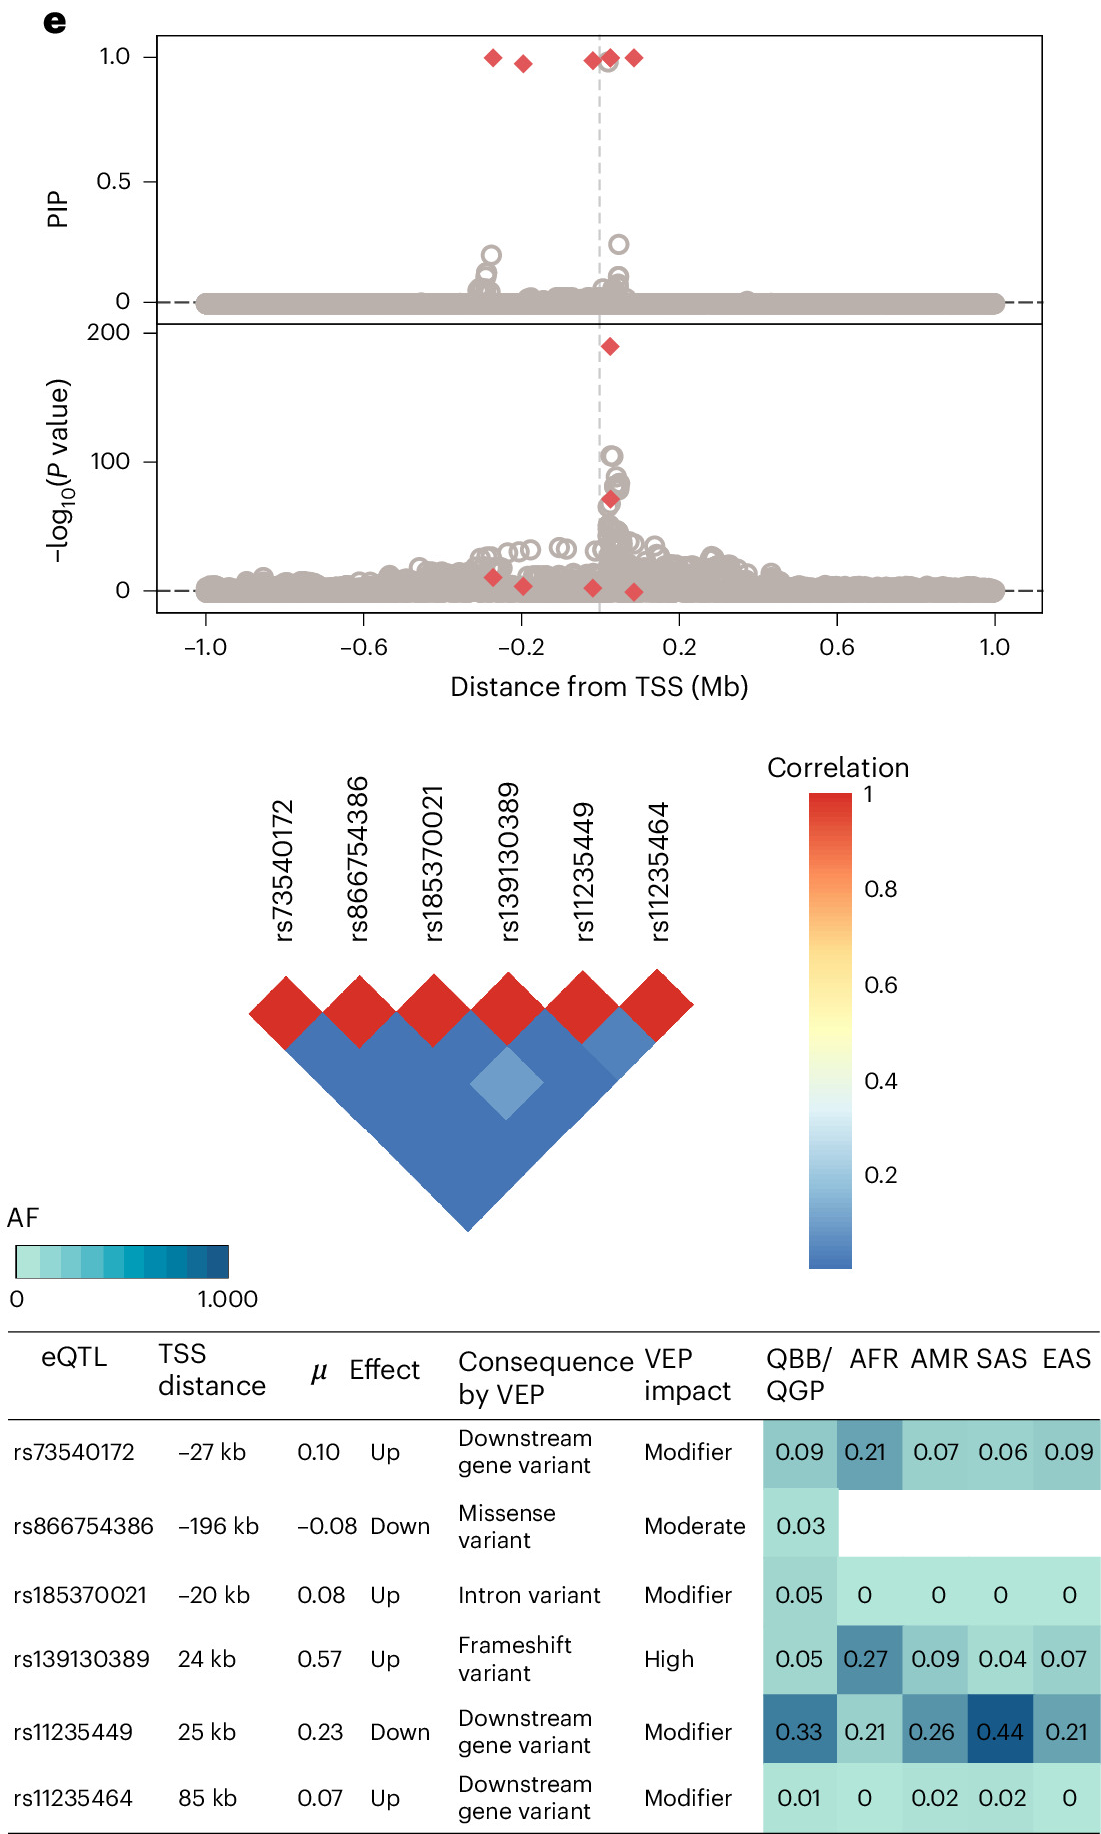 e
1.0
0.5
0
PIP
200
100
0
–log10(P value)
–1.0 –0.6 –0.2 0.2 0.6 1.0
Distance from TSS (Mb)
rs73540172
rs866754386
rs185370021
rs139130389
rs11235449
rs11235464
Correlation
1
0.8
0.6
0.4
0.2
AF
0 1.000
eQTL TSS distance μ Effect Consequence by VEP VEP impact QBB/QGP AFR AMR SAS EAS
rs73540172 –27 kb 0.10 Up Downstream gene variant Modifier 0.09 0.21 0.07 0.06 0.09
rs866754386 –196 kb –0.08 Down Missense variant Moderate 0.03
rs185370021 –20 kb 0.08 Up Intron variant Modifier 0.05 0 0 0 0
rs139130389 24 kb 0.57 Up Frameshift variant High 0.05 0.27 0.09 0.04 0.07
rs11235449 25 kb 0.23 Down Downstream gene variant Modifier 0.33 0.21 0.26 0.44 0.21
rs11235464 85 kb 0.07 Up Downstream gene variant Modifier 0.01 0 0.02 0.02 0